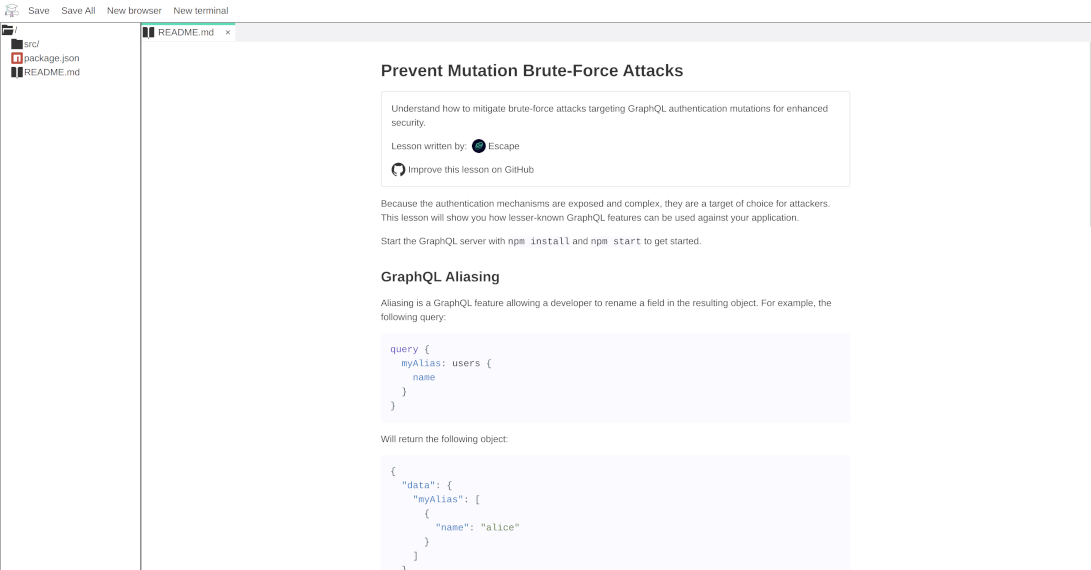 Save Save All New browser New terminal
/
src/
package.json
README.md
README.md ×
Prevent Mutation Brute-Force Attacks
Understand how to mitigate brute-force attacks targeting GraphQL authentication mutations for enhanced
security.
Lesson written by: Escape
Improve this lesson on GitHub
Because the authentication mechanisms are exposed and complex, they are a target of choice for attackers.
This lesson will show you how lesser-known GraphQL features can be used against your application.
Start the GraphQL server with npm install and npm start to get started.
GraphQL Aliasing
Aliasing is a GraphQL feature allowing a developer to rename a field in the resulting object. For example, the
following query:
query {
  myAlias: users {
    name
  }
}
Will return the following object:
{
  "data": {
    "myAlias": [
      {
        "name": "alice"
      }
    ]
  }